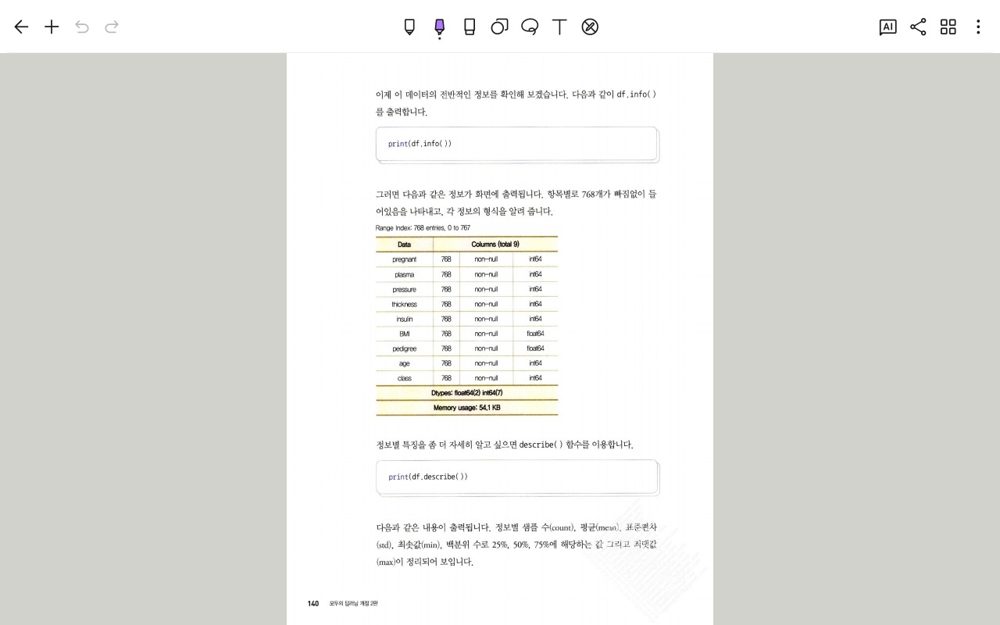 AI
이제 이 데이터의 전반적인 정보를 확인해 보겠습니다. 다음과 같이 df.info()
를 출력합니다.
print(df.info())
그러면 다음과 같은 정보가 화면에 출력됩니다. 항목별로 768개가 빠짐없이 들
어있음을 나타내고, 각 정보의 형식을 알려 줍니다.
Range Index: 768 entries, 0 to 767
Data Columns (total 9)
pregnant 768 non-null int64
plasma 768 non-null int64
pressure 768 non-null int64
thickness 768 non-null int64
insulin 768 non-null int64
BMI 768 non-null float64
pedigree 768 non-null float64
age 768 non-null int64
class 768 non-null int64
Dtypes: float64(2) int64(7)
Memory usage: 54.1 KB
정보별 특징을 좀 더 자세히 알고 싶으면 describe() 함수를 이용합니다.
print(df.describe())
다음과 같은 내용이 출력됩니다. 정보별 샘플 수(count), 평균(mean), 표준편차
(std), 최솟값(min), 백분위 수로 25%, 50%, 75%에 해당하는 값 그리고 최댓값
(max)이 정리되어 보입니다.
140 모두의 딥러닝 개정 2판